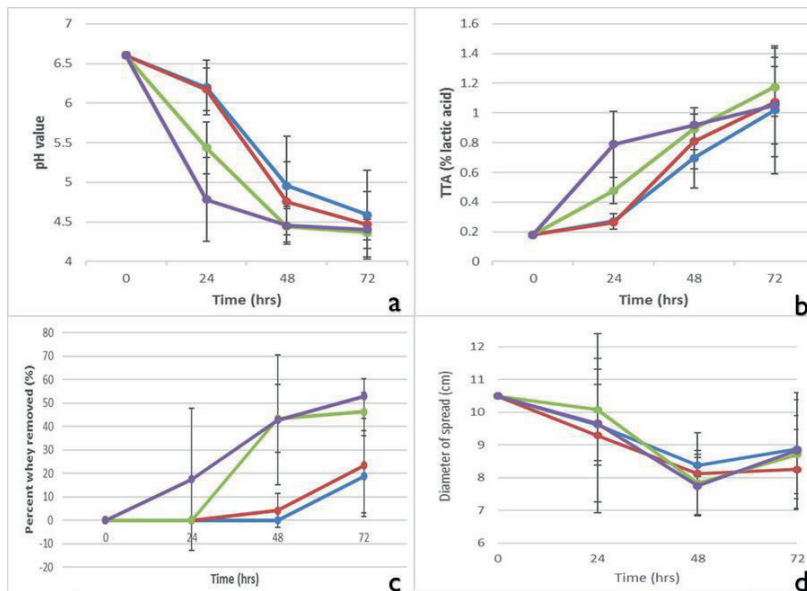 6.5
6
5.5
5
4.5
4
7
pH value
0 24 48 72
Time (hrs)
a
1.6
1.4
1.2
1
0.8
0.6
0.4
0.2
0
TTA (% lactic acid)
0 24 48 72
Time (hrs)
b
80
70
60
50
40
30
20
10
0
-10
-20
Percent whey removed (%)
0 24 48 72
Time (hrs)
c
12
11
10
9
8
7
6
Diameter of spread (cm)
0 24 48 72
Time (hrs)
d